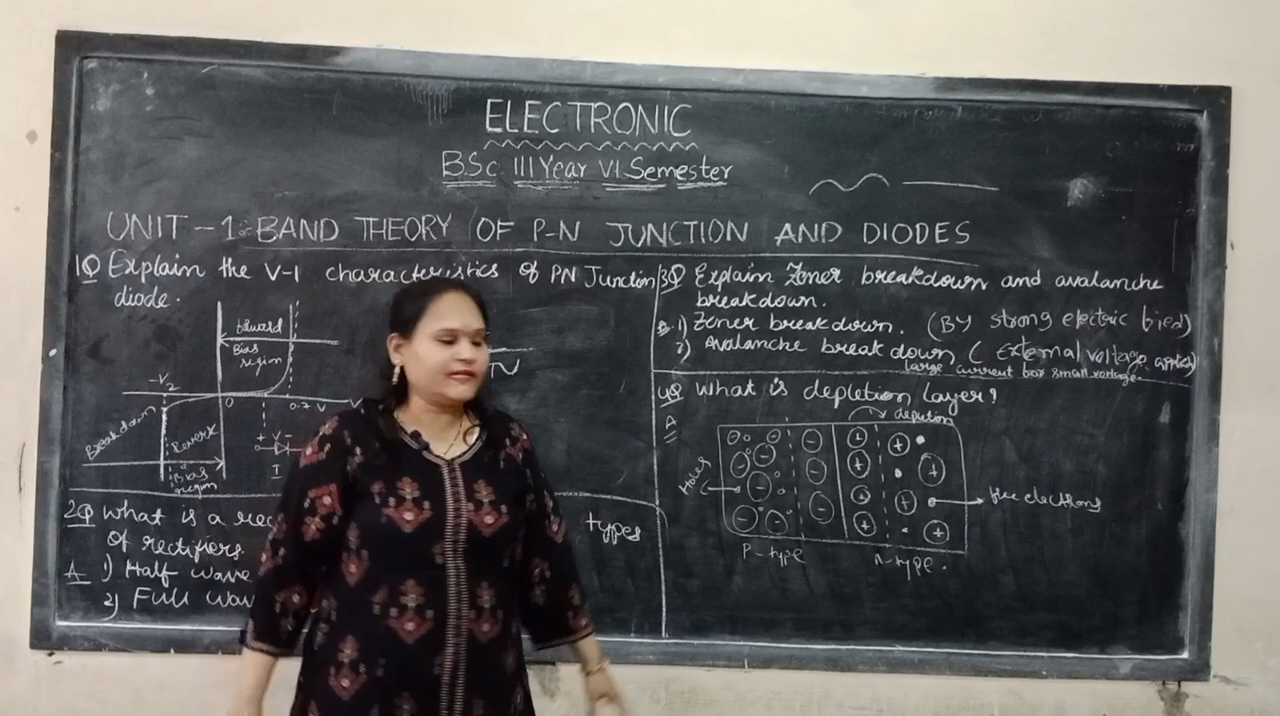 ELECTRONIC
BSc III Year VI Semester
UNIT - 1: BAND THEORY OF P-N JUNCTION AND DIODES
1Q Explain the V-I characteristics of PN Junction
diode.
Forward
Bias
region
-V2
0
0.7 V
V
Breakdown
Bias
region
+ V -
I
N
2Q What is a
types
of rectifiers.
A 1) Half wave
2) Full
3Q Explain Zener breakdown and avalanche
breakdown.
1) Zener breakdown. (By strong electric
2) Avalanche breakdown (External voltage applied)
large current for small voltage
4Q What is depletion layer?
A
depletion
Holes
free electrons
P-type
n-type.